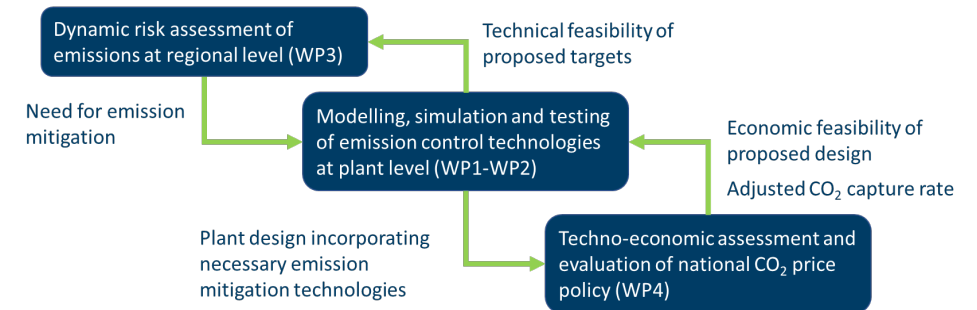 Dynamic risk assessment of
emissions at regional level (WP3)
Technical feasibility of
proposed targets
Need for emission
mitigation
Modelling, simulation and testing
of emission control technologies
at plant level (WP1-WP2)
Economic feasibility of
proposed design
Adjusted CO₂ capture rate
Plant design incorporating
necessary emission
mitigation technologies
Techno-economic assessment and
evaluation of national CO₂ price
policy (WP4)